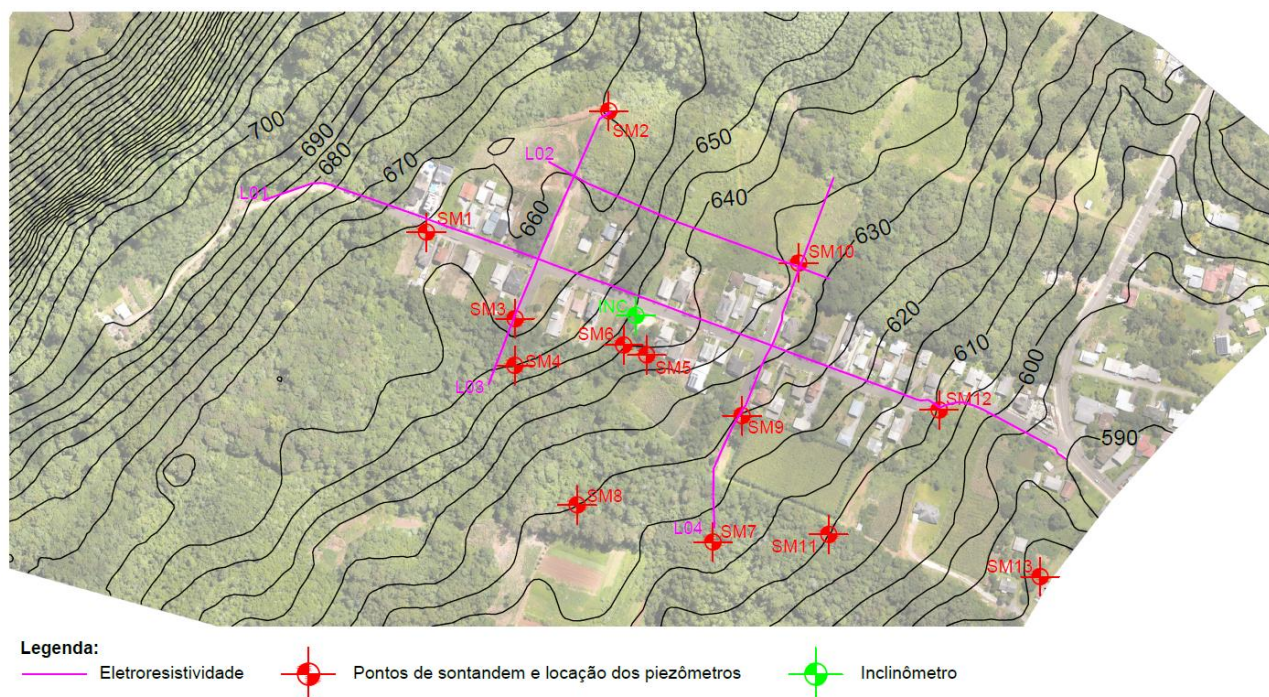 700
690
680
670
660
650
640
630
620
610
600
590
L01
L02
L03
L04
SM1
SM2
SM3
SM4
SM5
SM6
SM7
SM8
SM9
SM10
SM11
SM12
SM13
Legenda:
Eletroresistividade
Pontos de sontandem e locação dos piezômetros
Inclinômetro